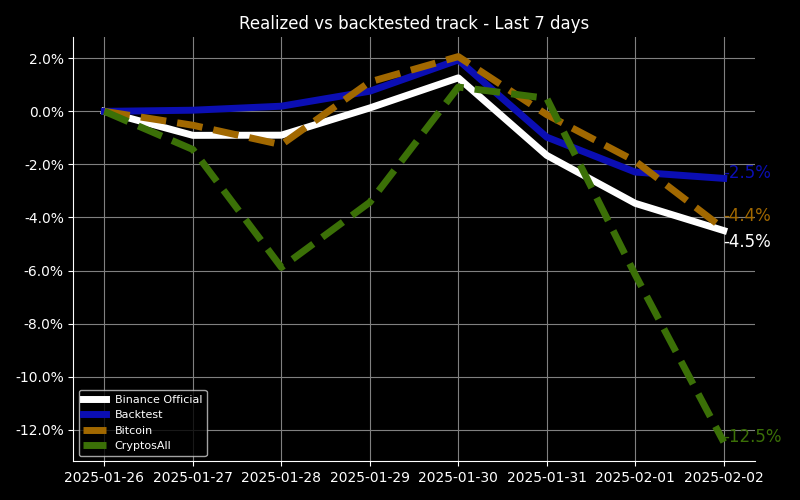 Realized vs backtested track - Last 7 days
2.0%
0.0%
-2.0%
-4.0%
-6.0%
-8.0%
-10.0%
-12.0%
-2.5%
-4.4%
-4.5%
-12.5%
Binance Official
Backtest
Bitcoin
CryptosAll
2025-01-26 2025-01-27 2025-01-28 2025-01-29 2025-01-30 2025-01-31 2025-02-01 2025-02-02